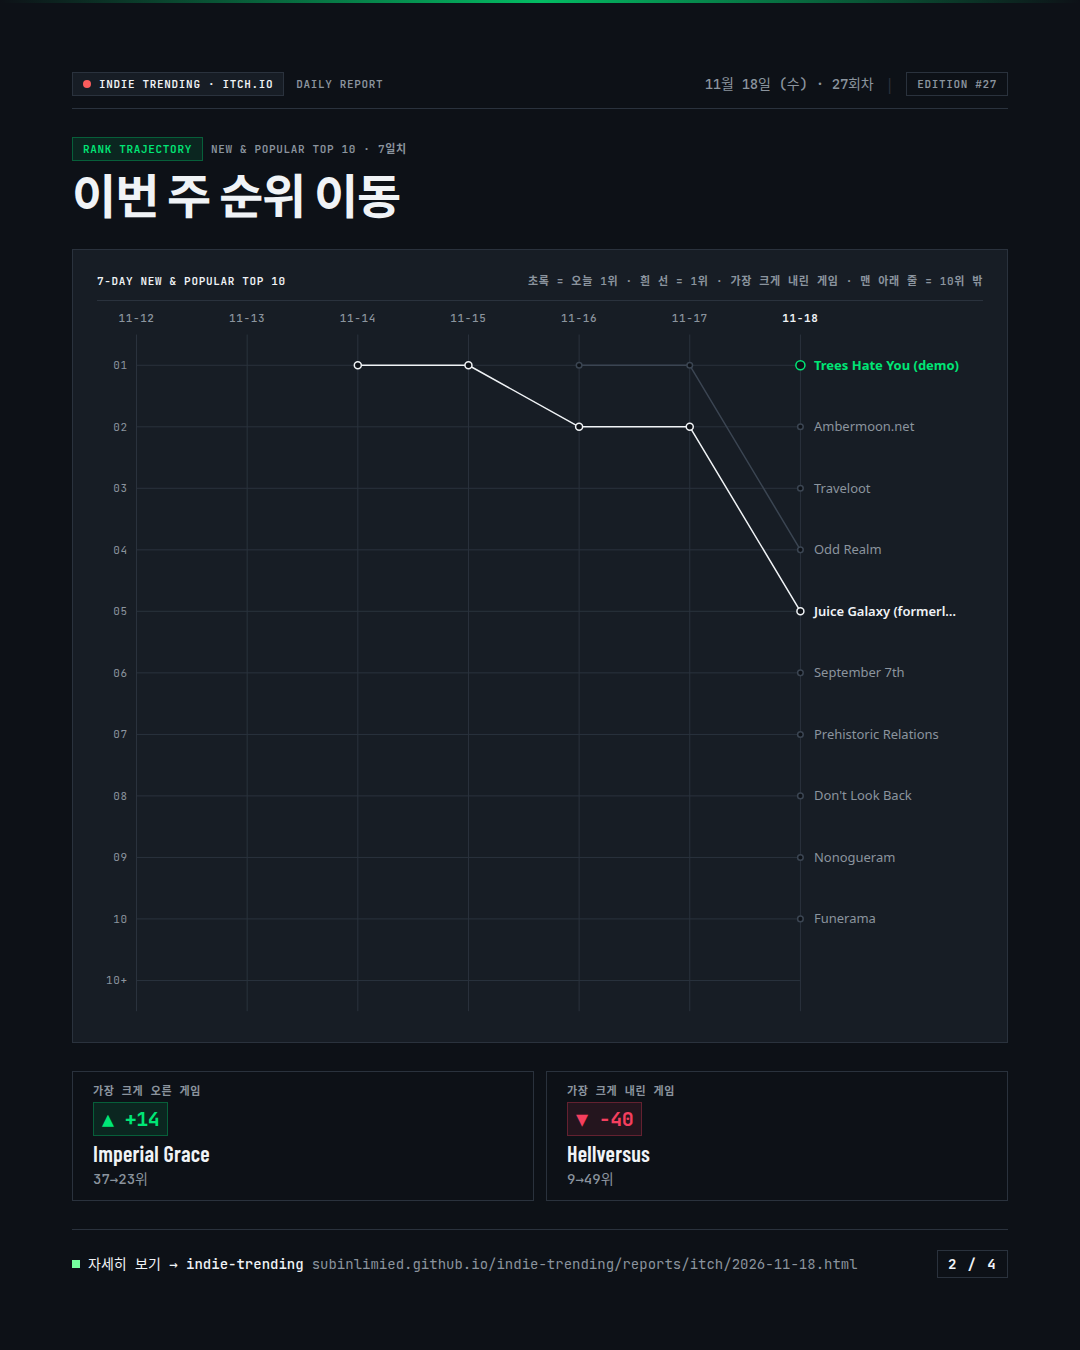 INDIE TRENDING · ITCH.IO DAILY REPORT 11월 18일 (수) · 27회차 EDITION #27
RANK TRAJECTORY NEW & POPULAR TOP 10 · 7일치
이번 주 순위 이동
7-DAY NEW & POPULAR TOP 10 초록 = 오늘 1위 · 흰 선 = 1위 · 가장 크게 내린 게임 · 맨 아래 줄 = 10위 밖
11-12 11-13 11-14 11-15 11-16 11-17 11-18
01 Trees Hate You (demo)
02 Ambermoon.net
03 Traveloot
04 Odd Realm
05 Juice Galaxy (formerl...
06 September 7th
07 Prehistoric Relations
08 Don't Look Back
09 Nonogueram
10 Funerama
10+
가장 크게 오른 게임
▲ +14
Imperial Grace
37→23위
가장 크게 내린 게임
▼ -40
Hellversus
9→49위
자세히 보기 → indie-trending subinlimied.github.io/indie-trending/reports/itch/2026-11-18.html 2 / 4